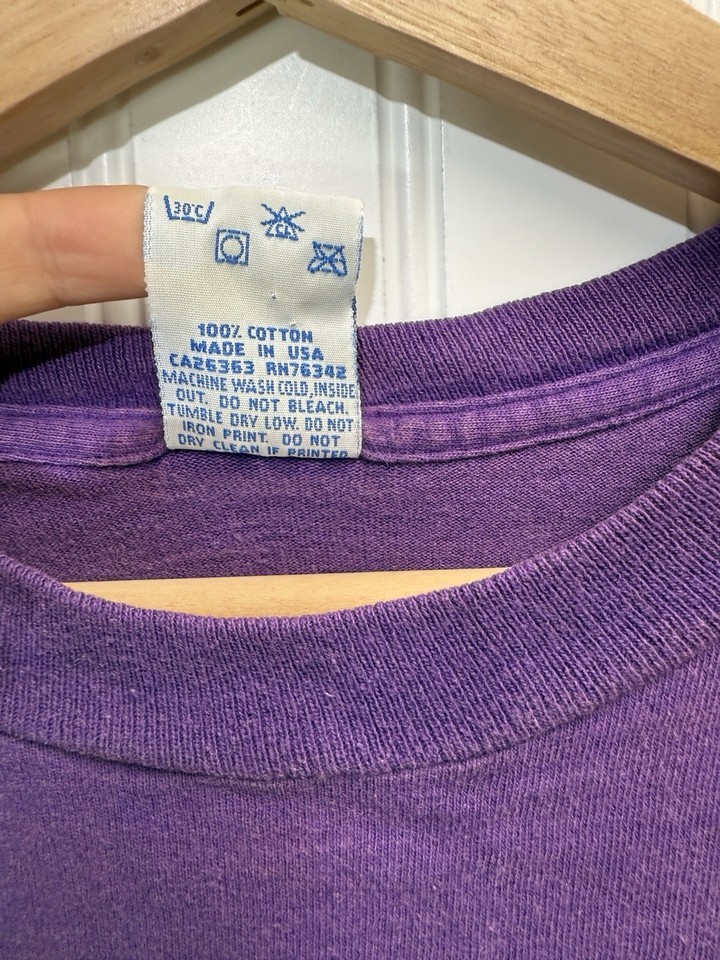 30°C
CL
100% COTTON
MADE IN USA
CA26363 RN76342
MACHINE WASH COLD, INSIDE
OUT. DO NOT BLEACH.
TUMBLE DRY LOW. DO NOT
IRON PRINT. DO NOT
DRY CLEAN IF PRINTED